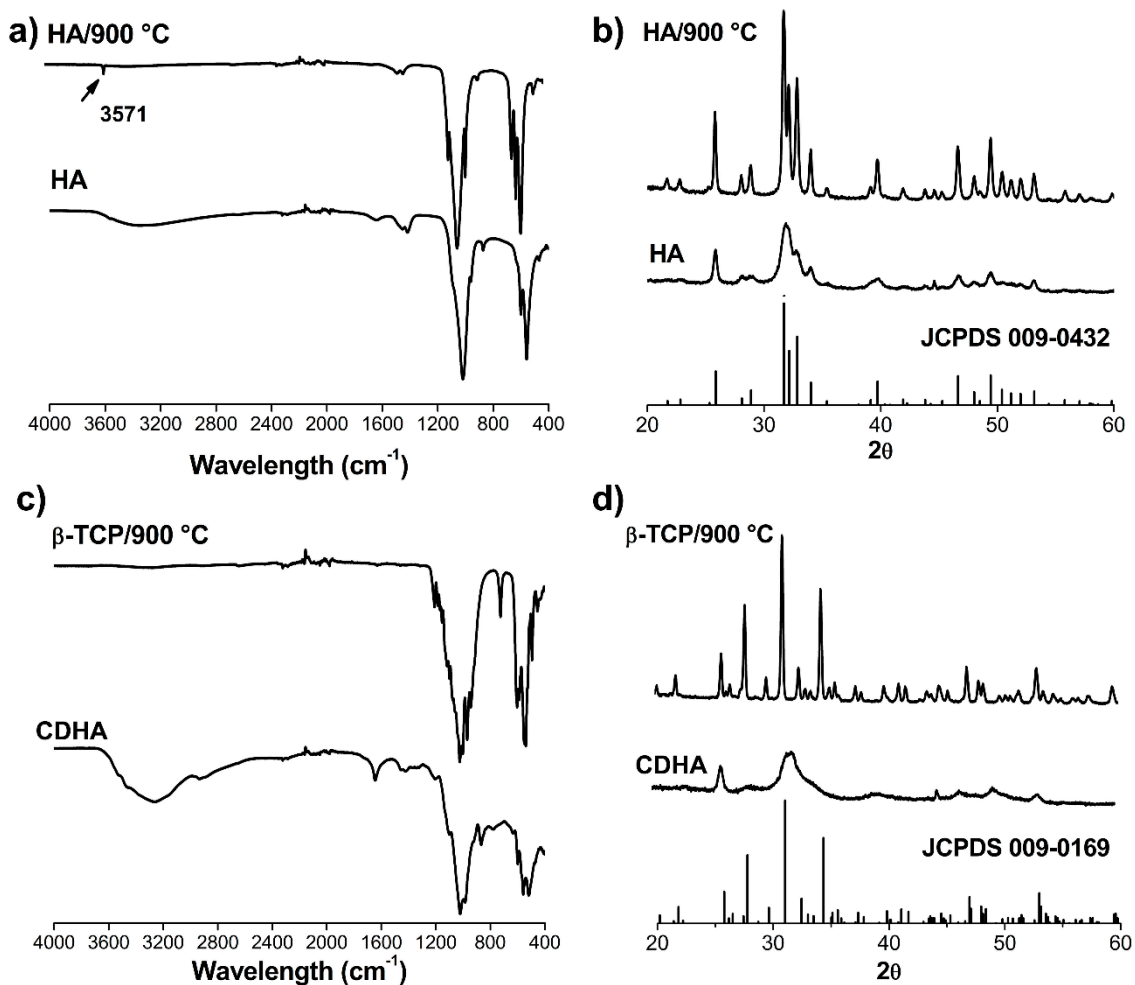 a) HA/900 °C
3571
HA
4000 3600 3200 2800 2400 2000 1600 1200 800 400
Wavelength (cm⁻¹)
b) HA/900 °C
HA
JCPDS 009-0432
20 30 40 50 60
2θ
c)
β-TCP/900 °C
CDHA
4000 3600 3200 2800 2400 2000 1600 1200 800 400
Wavelength (cm⁻¹)
d)
β-TCP/900 °C
CDHA
JCPDS 009-0169
20 30 40 50 60
2θ